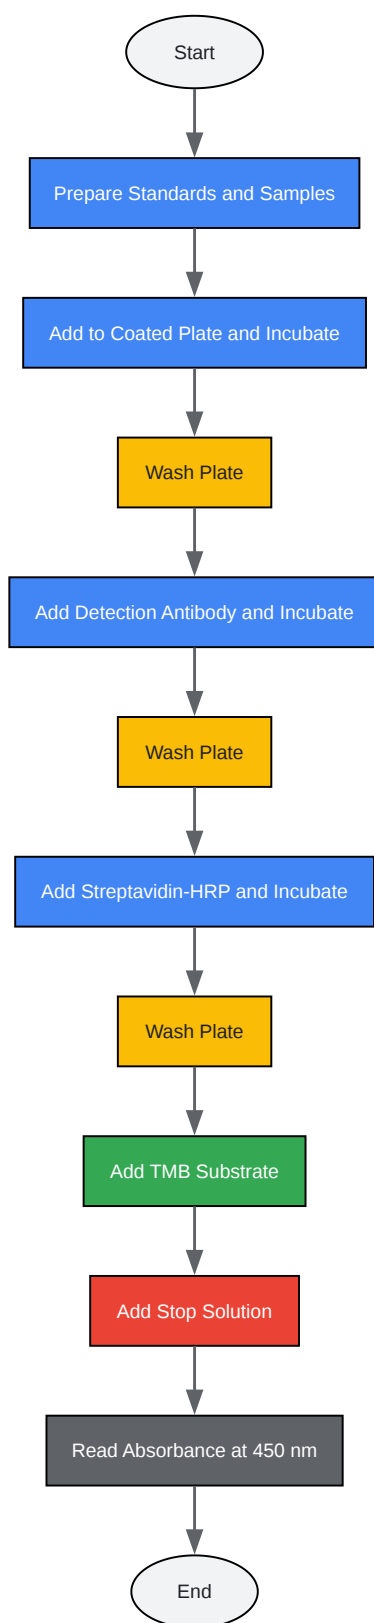 Start
Prepare Standards and Samples
Add to Coated Plate and Incubate
Wash Plate
Add Detection Antibody and Incubate
Wash Plate
Add Streptavidin-HRP and Incubate
Wash Plate
Add TMB Substrate
Add Stop Solution
Read Absorbance at 450 nm
End